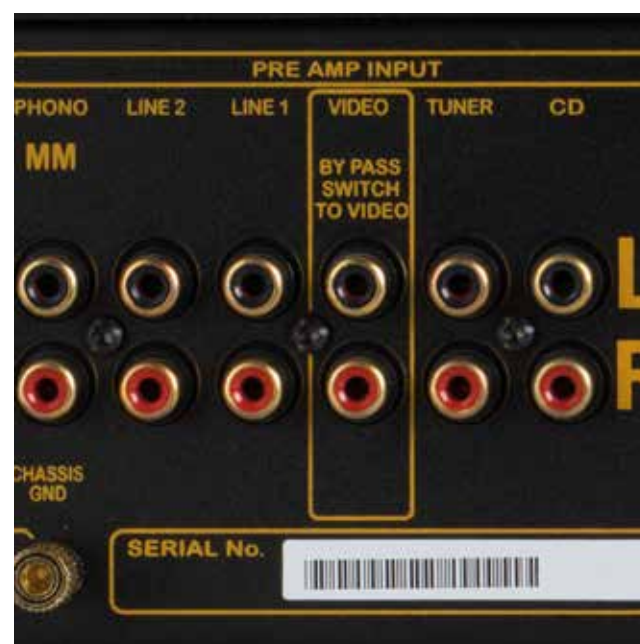 PRE AMP INPUT
PHONO LINE 2 LINE 1 VIDEO TUNER CD
MM
BY PASS
SWITCH
TO VIDEO
L
R
CHASSIS
GND
SERIAL No.